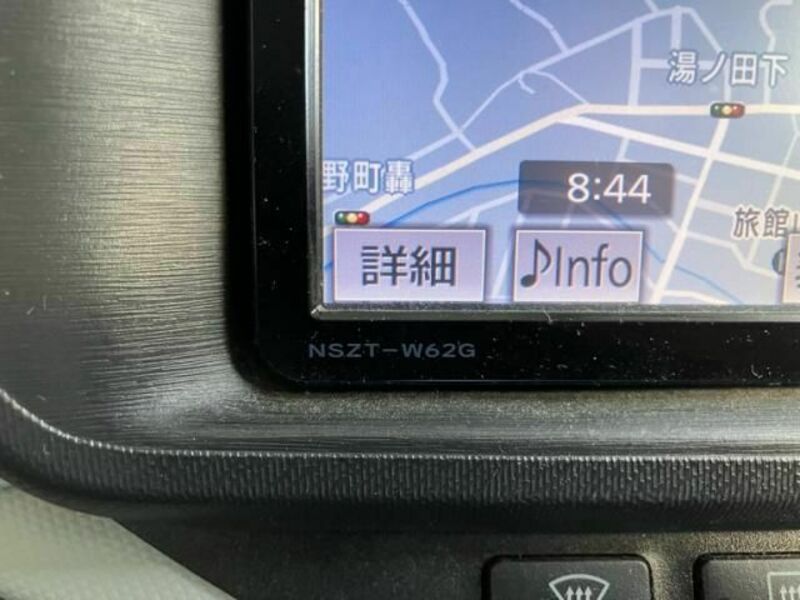 湯ノ田下
野町轟
8:44
旅館
詳細
♪Info
NSZT-W62G